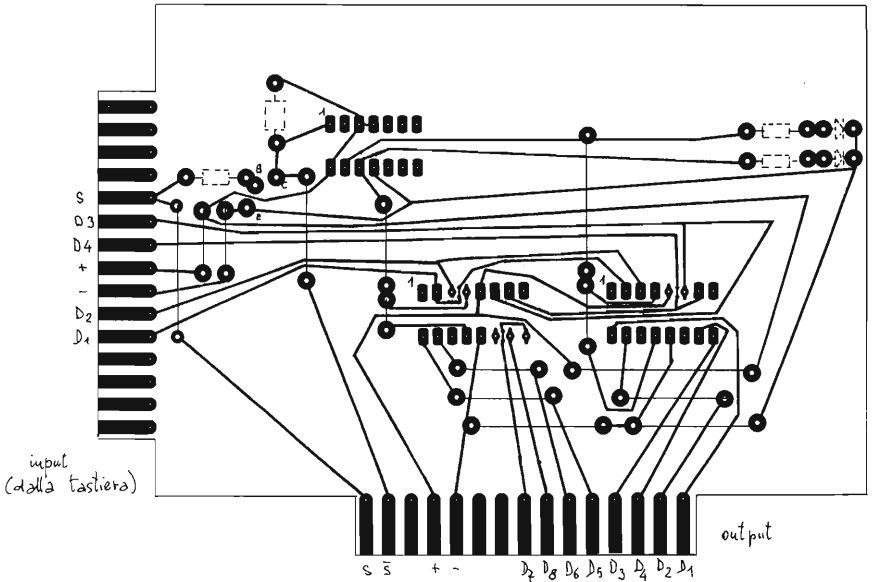 1
B
C
e
S
D3
D4
+
-
D2
D1
1
1
input
(dalla tastiera)
output
S S̄ + - D7 D8 D6 D5 D3 D4 D2 D1